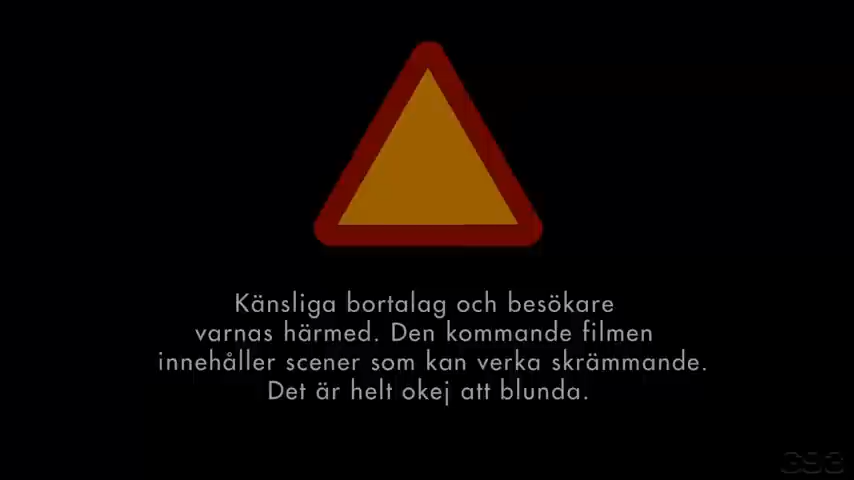 Känsliga bortalag och besökare
varnas härmed. Den kommande filmen
innehåller scener som kan verka skrämmande.
Det är helt okej att blunda.